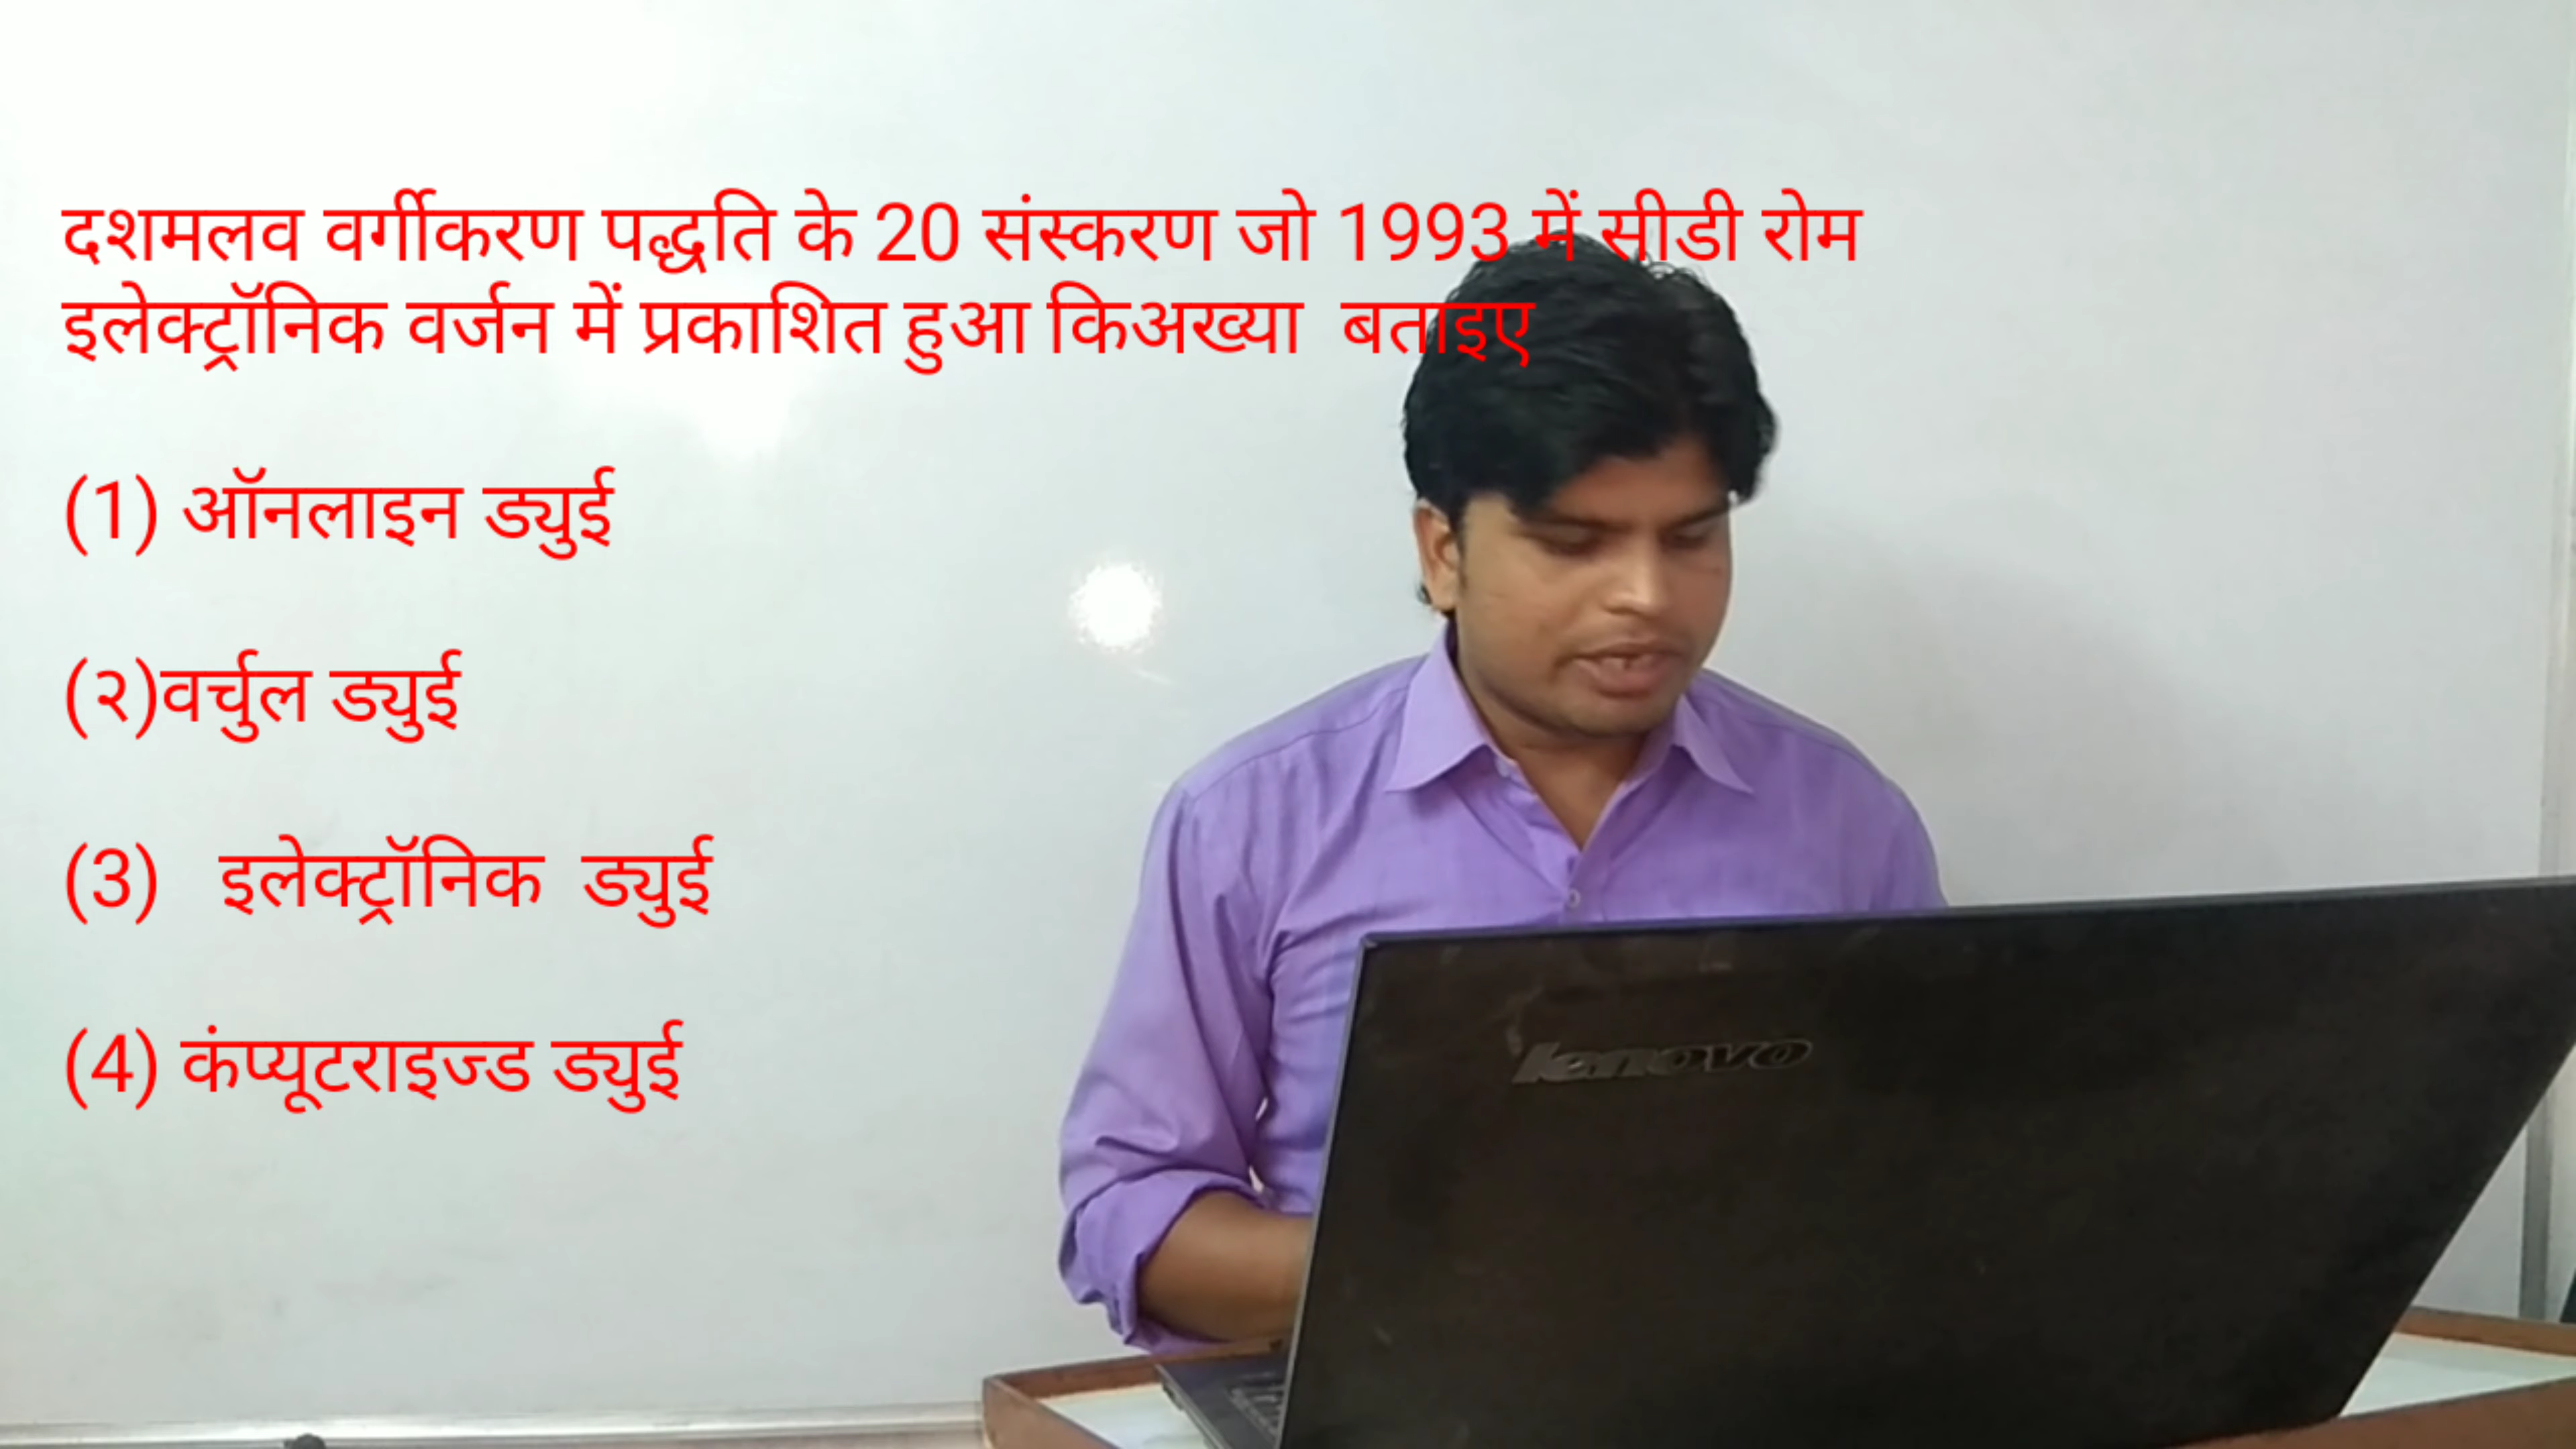 दशमलव वर्गीकरण पद्धति के 20 संस्करण जो 1993 में सीडी रोम
इलेक्ट्रॉनिक वर्जन में प्रकाशित हुआ किअख्या बताइए
(1) ऑनलाइन ड्युई
(२)वर्चुल ड्युई
(3) इलेक्ट्रॉनिक ड्युई
(4) कंप्यूटराइज्ड ड्युई
lenovo